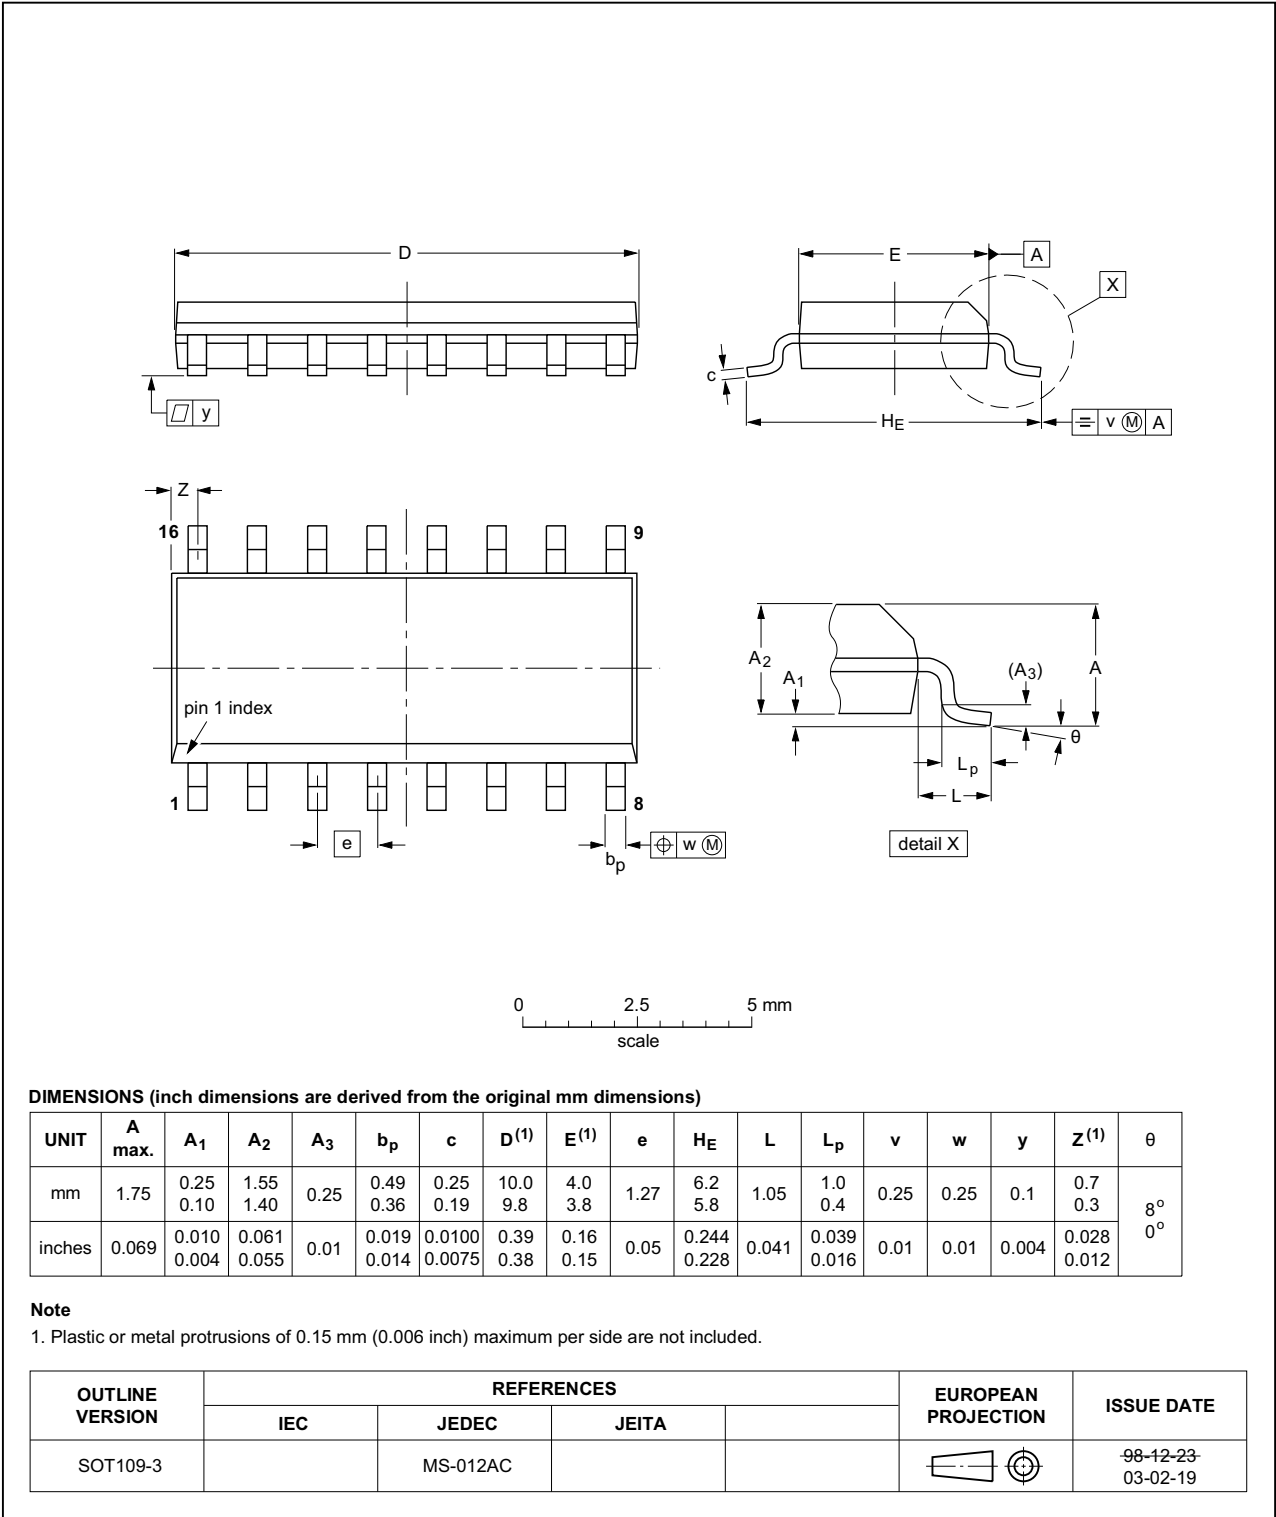 D
E
A
X
c
y
HE
v M A
Z
16
9
pin 1 index
1
8
e
bp
w M
A2
A1
(A3)
A
θ
Lp
L
detail X
0 2.5 5 mm
scale
DIMENSIONS (inch dimensions are derived from the original mm dimensions)
UNIT A max. A1 A2 A3 bp c D(1) E(1) e HE L Lp v w y Z(1) θ
mm 1.75 0.25 0.10 1.55 1.40 0.25 0.49 0.36 0.25 0.19 10.0 9.8 4.0 3.8 1.27 6.2 5.8 1.05 1.0 0.4 0.25 0.25 0.1 0.7 0.3 8o 0o
inches 0.069 0.010 0.004 0.061 0.055 0.01 0.019 0.014 0.0100 0.0075 0.39 0.38 0.16 0.15 0.05 0.244 0.228 0.041 0.039 0.016 0.01 0.01 0.004 0.028 0.012
Note
1. Plastic or metal protrusions of 0.15 mm (0.006 inch) maximum per side are not included.
OUTLINE VERSION REFERENCES EUROPEAN PROJECTION ISSUE DATE
IEC JEDEC JEITA
SOT109-3 MS-012AC 98-12-23
03-02-19